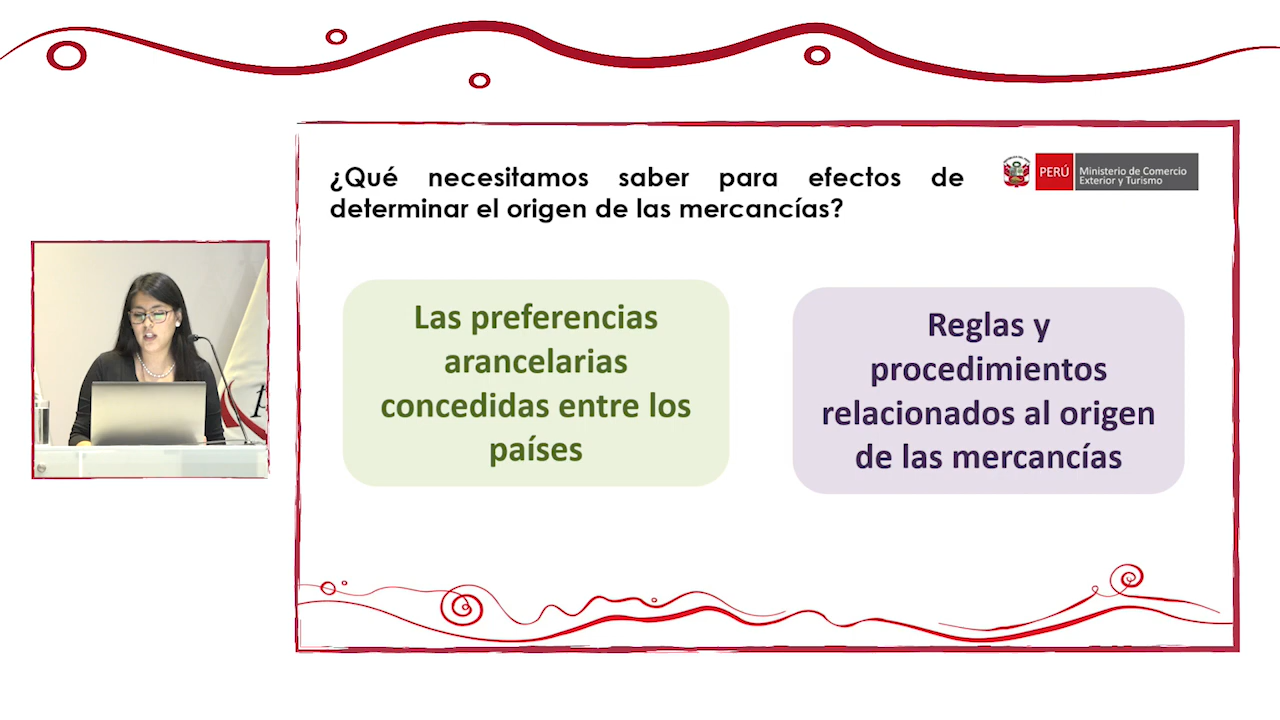 ¿Qué necesitamos saber para efectos de
determinar el origen de las mercancías?
PERÚ
Ministerio de Comercio
Exterior y Turismo
Las preferencias
arancelarias
concedidas entre los
países
Reglas y
procedimientos
relacionados al origen
de las mercancías